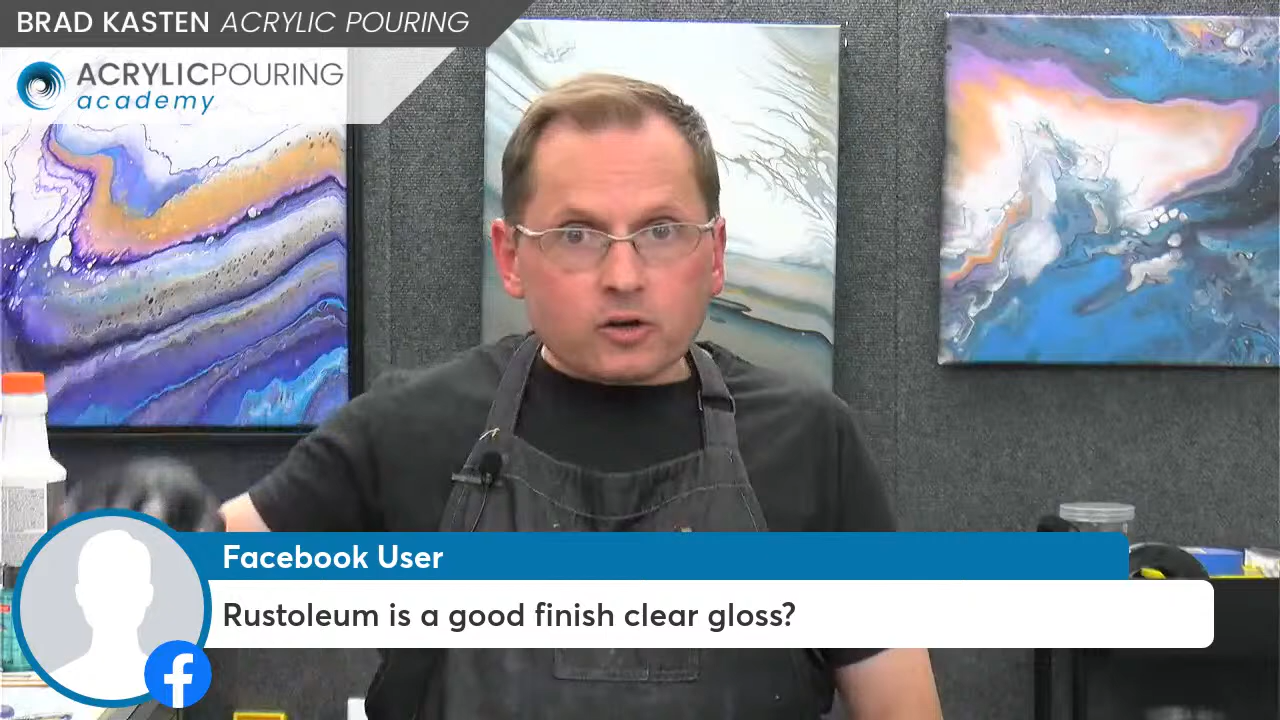 BRAD KASTEN ACRYLIC POURING
ACRYLICPOURING
academy
Facebook User
Rustoleum is a good finish clear gloss?